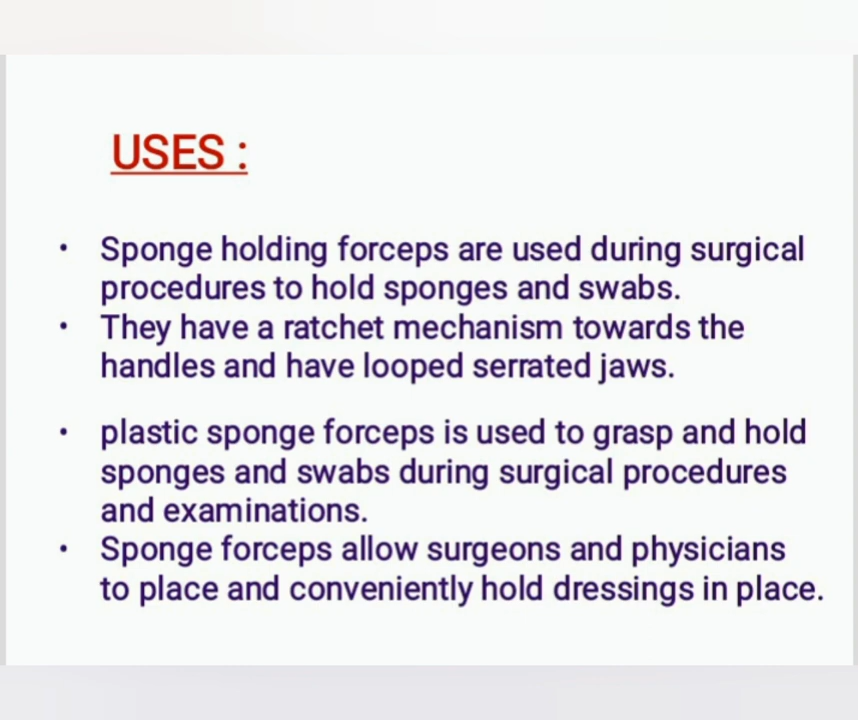 USES :
• Sponge holding forceps are used during surgical
procedures to hold sponges and swabs.
• They have a ratchet mechanism towards the
handles and have looped serrated jaws.
• plastic sponge forceps is used to grasp and hold
sponges and swabs during surgical procedures
and examinations.
• Sponge forceps allow surgeons and physicians
to place and conveniently hold dressings in place.